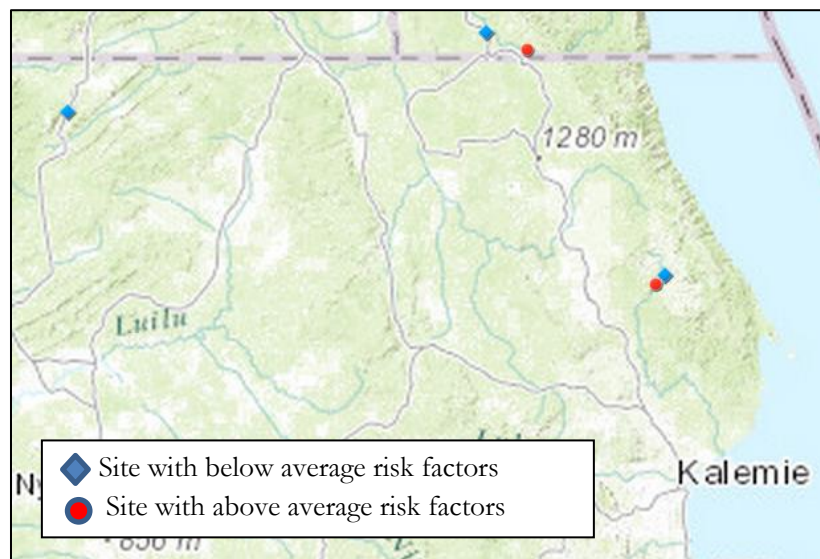 1280 m
Luilu
Site with below average risk factors
Site with above average risk factors
Kalemie